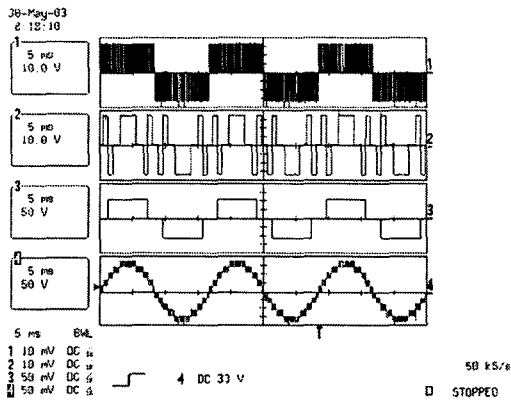 30-May-03
2:18:10
1
5 ms
10.0 V
1
2
5 ms
10.0 V
2
3
5 ms
50 V
3
4
5 ms
50 V
4
T
5 ms BWL
1 10 mV DC
2 10 mV DC
3 50 mV DC
4 50 mV DC
4 DC 33 V
50 kS/s
STOPPED